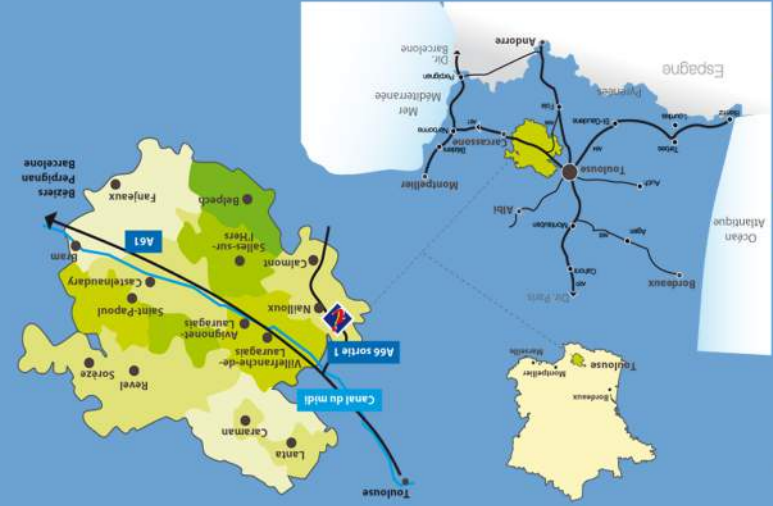 Bordeaux
Toulouse
Montpellier
Marseille
Dir. Paris
Cahors
Bordeaux
Agen
Montauban
Albi
Auch
Toulouse
Océan
Atlantique
Biarritz
Tarbes
Lourdes
St-Gaudens
Foix
Carcassonne
Montpellier
Béziers
Narbonne
Mer
Méditerranée
Perpignan
Pyrénées
Espagne
Andorre
Dir.
Barcelone
Toulouse
Lanta
Caraman
Canal du midi
A66 sortie 1
Villefranche-de-
Lauragais
Revel
Sorèze
Nailloux
Avignonet-
Lauragais
Saint-Papoul
Castelnaudary
Calmont
Salles-sur-
l'Hers
A61
Bram
Belpech
Fanjeaux
Béziers
Perpignan
Barcelone